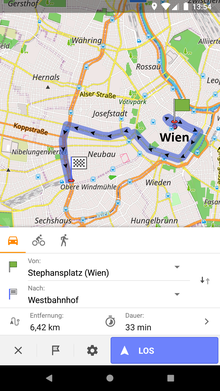 13:54
Gersthof
Währing
Rossau
Hernals
Alser Straße
Votivpark
Josefstadt
Koppstraße
Wien
Nibelungenviert
Neubau
Obere Windmühle
Wieden
Sechshaus
Hungelbrunn
Von:
Stephansplatz (Wien)
Nach:
Westbahnhof
Entfernung:
6,42 km
Dauer:
33 min
LOS